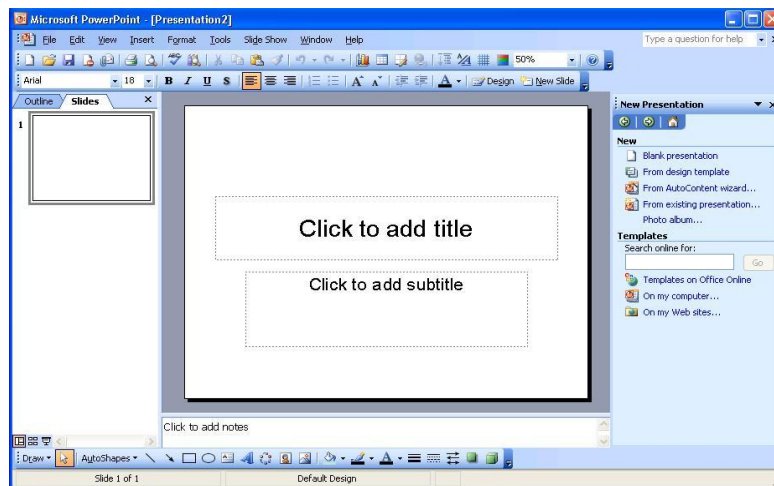 Microsoft PowerPoint - [Presentation2]
File Edit View Insert Format Tools Slide Show Window Help Type a question for help
50%
Arial 18 B I U S A A A Design New Slide
Outline Slides
1
Click to add title
Click to add subtitle
Click to add notes
New Presentation
New
Blank presentation
From design template
From AutoContent wizard...
From existing presentation...
Photo album...
Templates
Search online for:
Go
Templates on Office Online
On my computer...
On my Web sites...
Draw AutoShapes A
Slide 1 of 1 Default Design